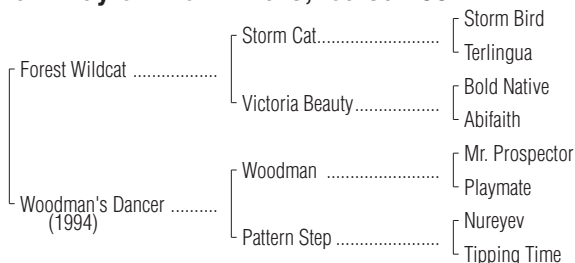 Storm Bird
Storm Cat
Terlingua
Forest Wildcat
Bold Native
Victoria Beauty
Abifaith
Mr. Prospector
Woodman
Playmate
Woodman's Dancer
(1994)
Nureyev
Pattern Step
Tipping Time